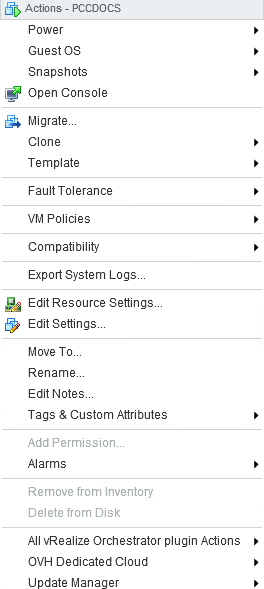 Actions - PCCDOCS
Power
Guest OS
Snapshots
Open Console
Migrate...
Clone
Template
Fault Tolerance
VM Policies
Compatibility
Export System Logs...
Edit Resource Settings...
Edit Settings...
Move To...
Rename...
Edit Notes...
Tags & Custom Attributes
Add Permission...
Alarms
Remove from Inventory
Delete from Disk
All vRealize Orchestrator plugin Actions
OVH Dedicated Cloud
Update Manager